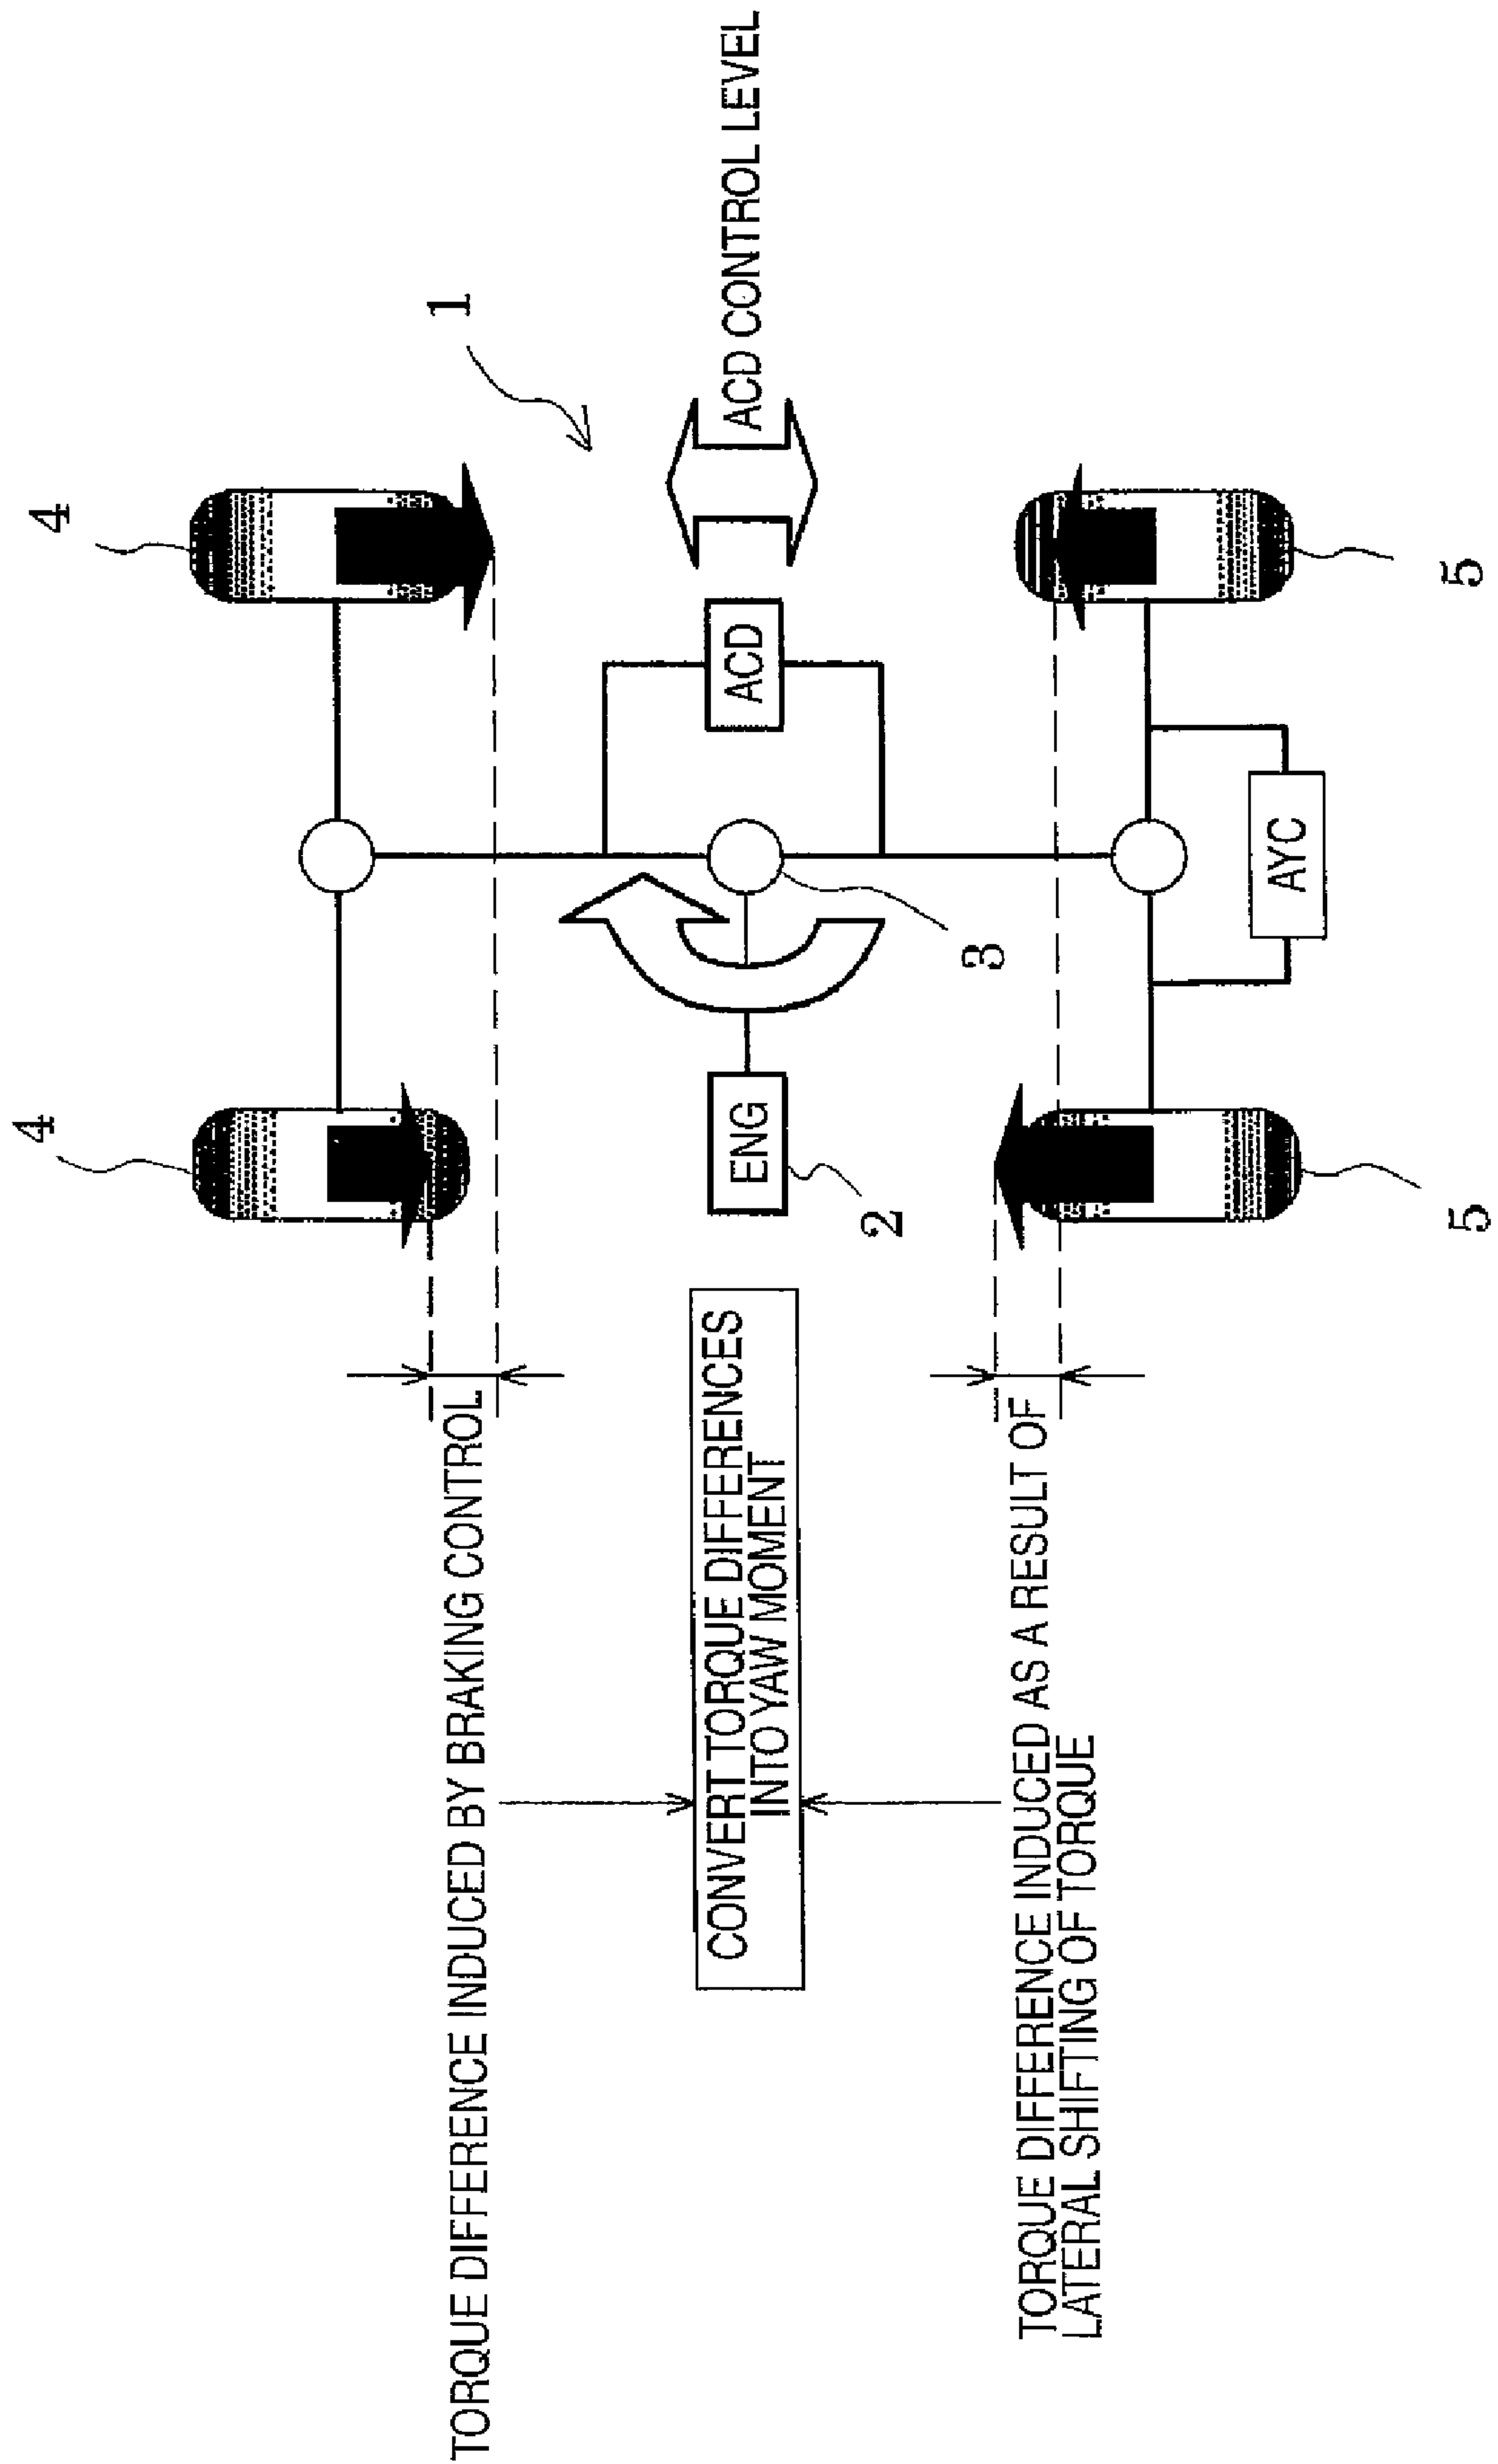 TORQUE DIFFERENCE INDUCED BY BRAKING CONTROL
4
4
1
CONVERT TORQUE DIFFERENCES
INTO YAW MOMENT
ENG
2
3
ACD
ACD CONTROL LEVEL
TORQUE DIFFERENCE INDUCED AS A RESULT OF
LATERAL SHIFTING OF TORQUE
AYC
5
5